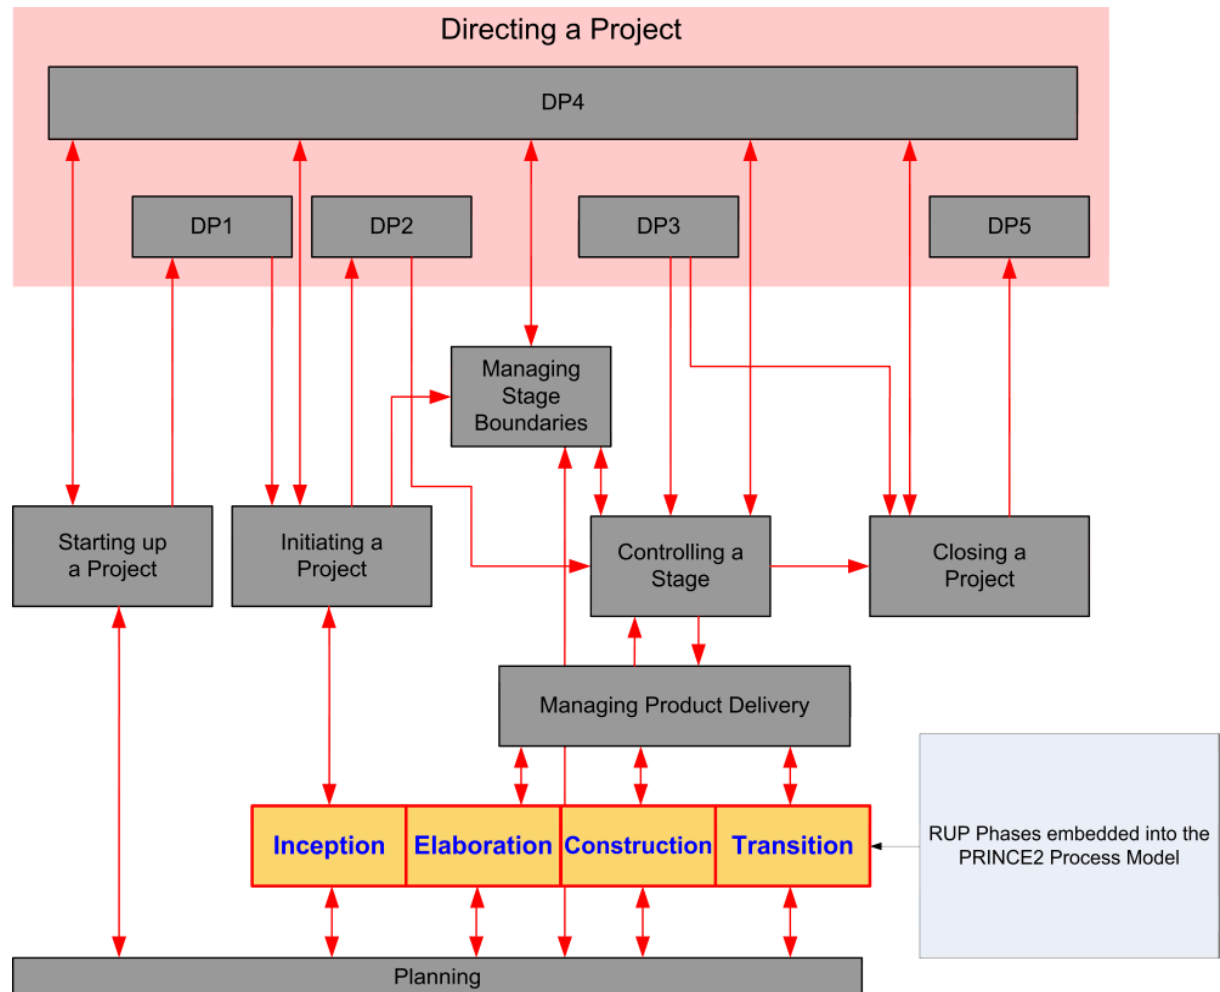 Directing a Project
DP4
DP1
DP2
DP3
DP5
Managing
Stage
Boundaries
Starting up
a Project
Initiating a
Project
Controlling a
Stage
Closing a
Project
Managing Product Delivery
Inception
Elaboration
Construction
Transition
RUP Phases embedded into the
PRINCE2 Process Model
Planning